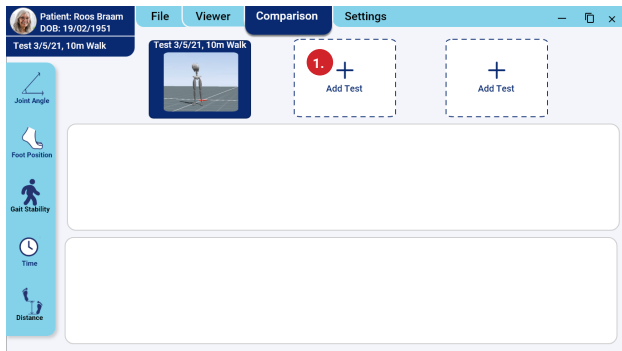 Patient: Roos Braam
DOB: 19/02/1951
File
Viewer
Comparison
Settings
Test 3/5/21, 10m Walk
Test 3/5/21, 10m Walk
1.
Add Test
Add Test
Joint Angle
Foot Position
Gait Stability
Time
Distance